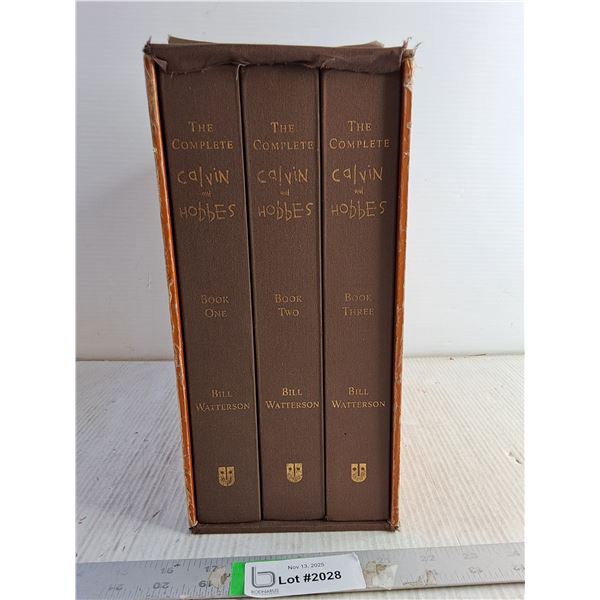 THE
COMPLETE
CalVin
and
HobbES
BOOK
ONE
BILL
WATTERSON
THE
COMPLETE
CalVin
and
HobbES
BOOK
TWO
BILL
WATTERSON
THE
COMPLETE
CalVin
and
HobbES
BOOK
THREE
BILL
WATTERSON
Nov 13, 2025
Lot #2028
b
BODNARUS